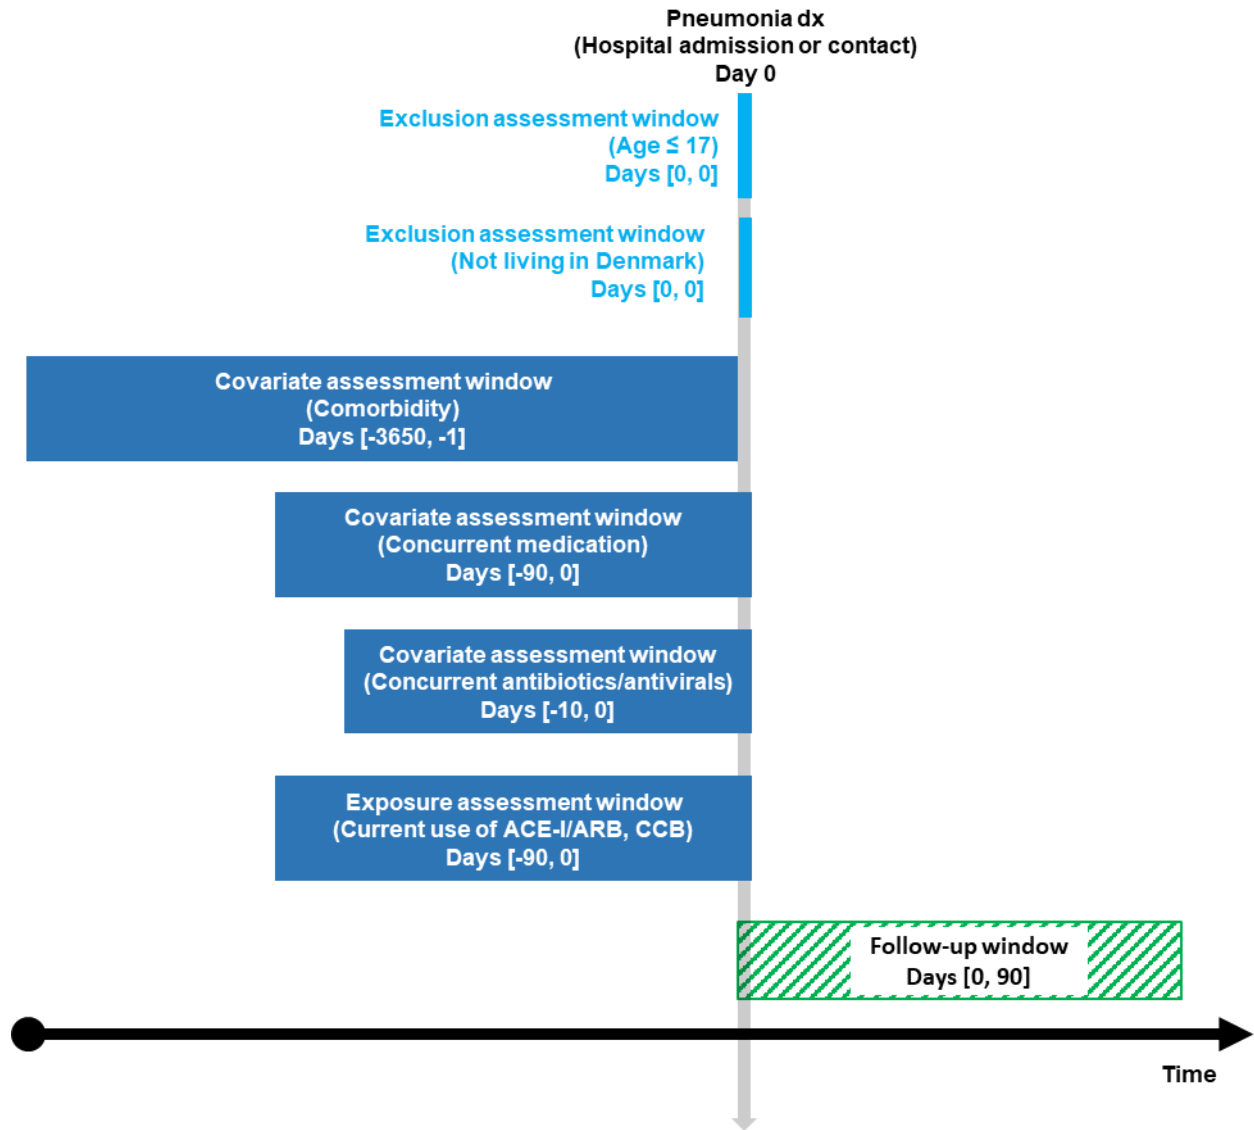 Pneumonia dx
(Hospital admission or contact)
Day 0
Exclusion assessment window
(Age ≤ 17)
Days [0, 0]
Exclusion assessment window
(Not living in Denmark)
Days [0, 0]
Covariate assessment window
(Comorbidity)
Days [-3650, -1]
Covariate assessment window
(Concurrent medication)
Days [-90, 0]
Covariate assessment window
(Concurrent antibiotics/antivirals)
Days [-10, 0]
Exposure assessment window
(Current use of ACE-I/ARB, CCB)
Days [-90, 0]
Follow-up window
Days [0, 90]
Time